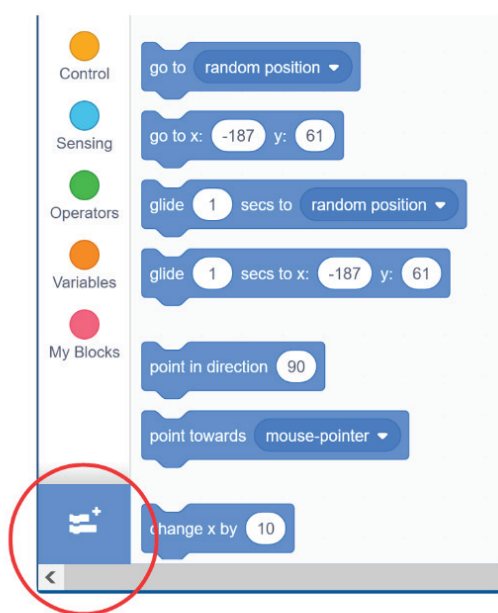 Control
Sensing
Operators
Variables
My Blocks
go to random position
go to x: -187 y: 61
glide 1 secs to random position
glide 1 secs to x: -187 y: 61
point in direction 90
point towards mouse-pointer
change x by 10